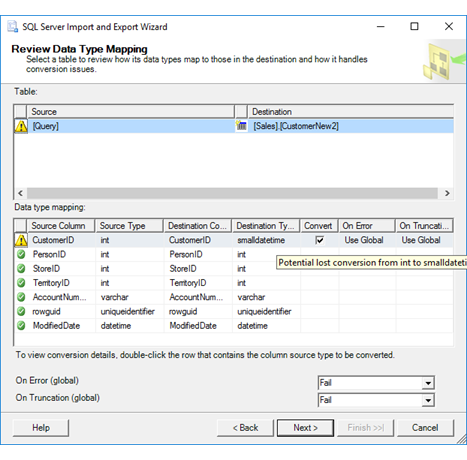 SQL Server Import and Export Wizard
Review Data Type Mapping
Select a table to review how its data types map to those in the destination and how it handles
conversion issues.
Table:
Source Destination
[Query] [Sales].[CustomerNew2]
Data type mapping:
Source Column Source Type Destination Co... Destination Ty... Convert On Error On Truncati...
CustomerID int CustomerID smalldatetime Use Global Use Global
PersonID int PersonID int
Potential lost conversion from int to smalldateti
StoreID int StoreID int
TerritoryID int TerritoryID int
AccountNum... varchar AccountNum... varchar
rowguid uniqueidentifier rowguid uniqueidentifier
ModifiedDate datetime ModifiedDate datetime
To view conversion details, double-click the row that contains the column source type to be converted.
On Error (global) Fail
On Truncation (global) Fail
Help < Back Next > Finish >>| Cancel